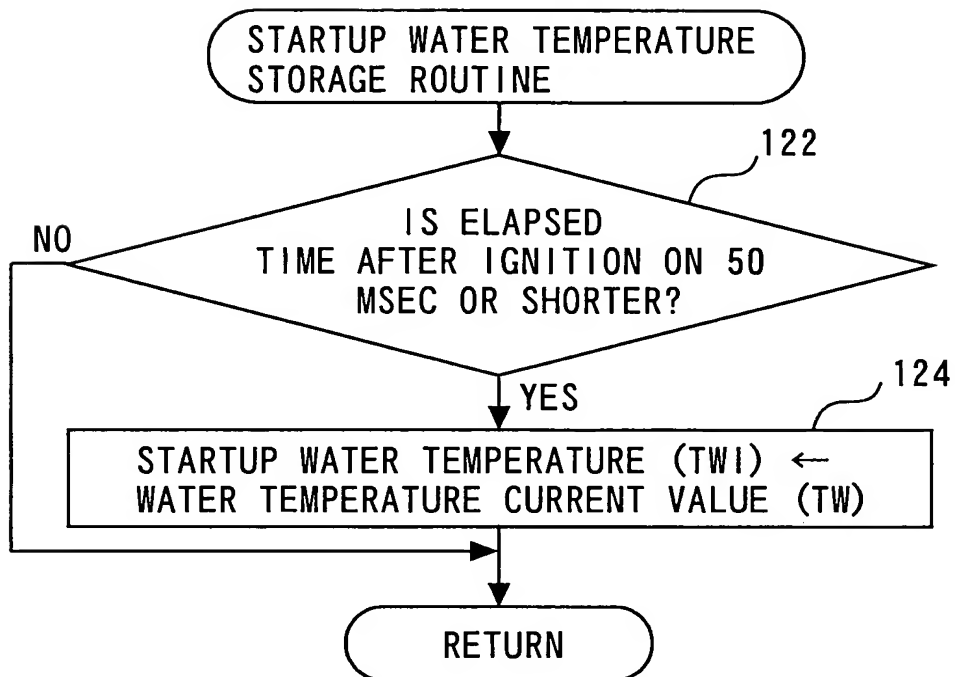 STARTUP WATER TEMPERATURE
STORAGE ROUTINE
122
IS ELAPSED
TIME AFTER IGNITION ON 50
MSEC OR SHORTER?
NO
YES
124
STARTUP WATER TEMPERATURE (TWI) ←
WATER TEMPERATURE CURRENT VALUE (TW)
RETURN